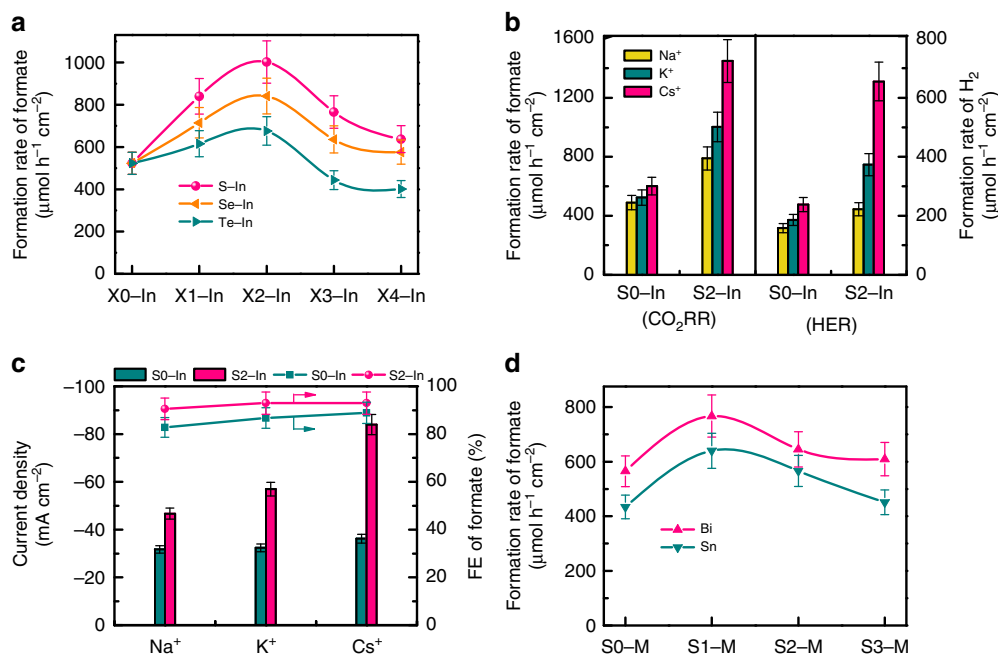 a
Formation rate of formate
(μmol h⁻¹ cm⁻²)
1000
800
600
400
200
0
S–In
Se–In
Te–In
X0–In X1–In X2–In X3–In X4–In
b
Formation rate of formate
(μmol h⁻¹ cm⁻²)
1600
1400
800
400
0
Na⁺
K⁺
Cs⁺
800
600
400
200
0
Formation rate of H₂
(μmol h⁻¹ cm⁻²)
S0–In S2–In S0–In S2–In
(CO₂RR) (HER)
c
S0–In S2–In S0–In S2–In
Current density
(mA cm⁻²)
–100
–80
–60
–40
–20
0
100
80
60
40
20
0
FE of formate (%)
Na⁺ K⁺ Cs⁺
d
Formation rate of formate
(μmol h⁻¹ cm⁻²)
800
600
400
200
0
Bi
Sn
S0–M S1–M S2–M S3–M